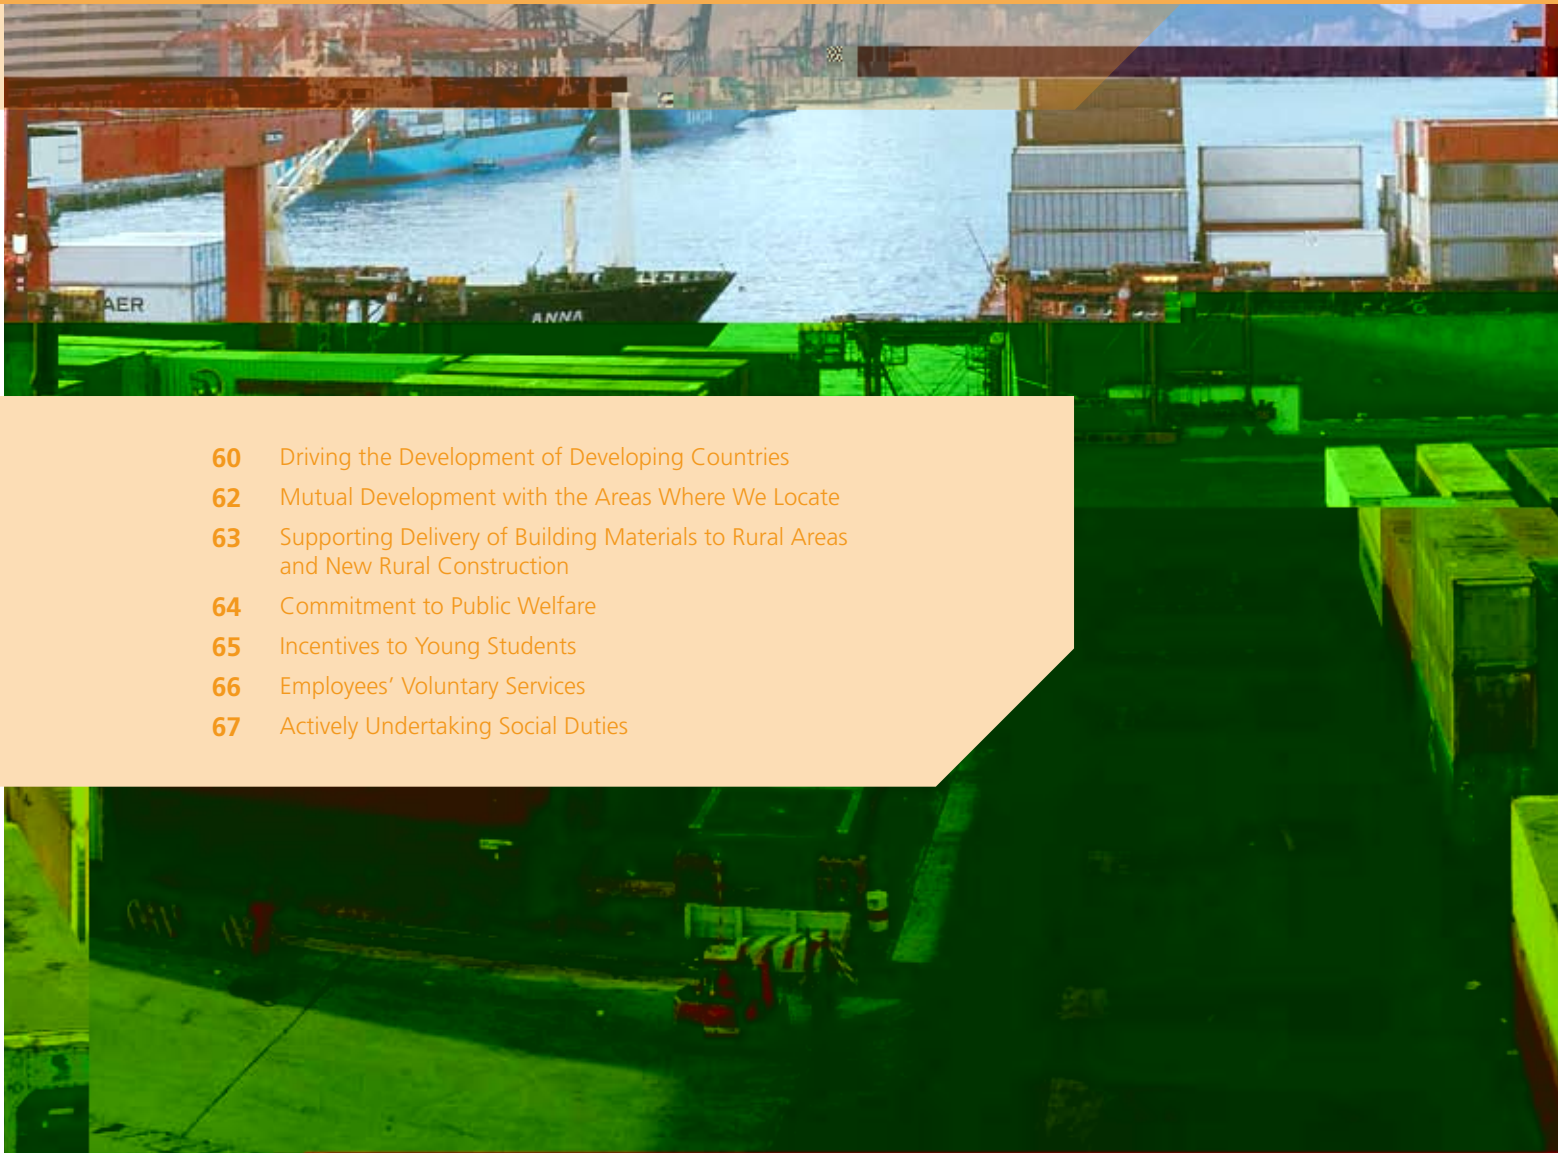 AER
ANNA
60 Driving the Development of Developing Countries
62 Mutual Development with the Areas Where We Locate
63 Supporting Delivery of Building Materials to Rural Areas
and New Rural Construction
64 Commitment to Public Welfare
65 Incentives to Young Students
66 Employees’ Voluntary Services
67 Actively Undertaking Social Duties